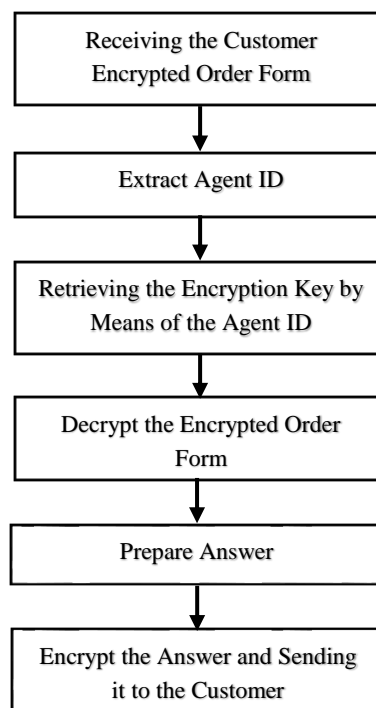 Receiving the Customer
Encrypted Order Form
Extract Agent ID
Retrieving the Encryption Key by
Means of the Agent ID
Decrypt the Encrypted Order
Form
Prepare Answer
Encrypt the Answer and Sending
it to the Customer